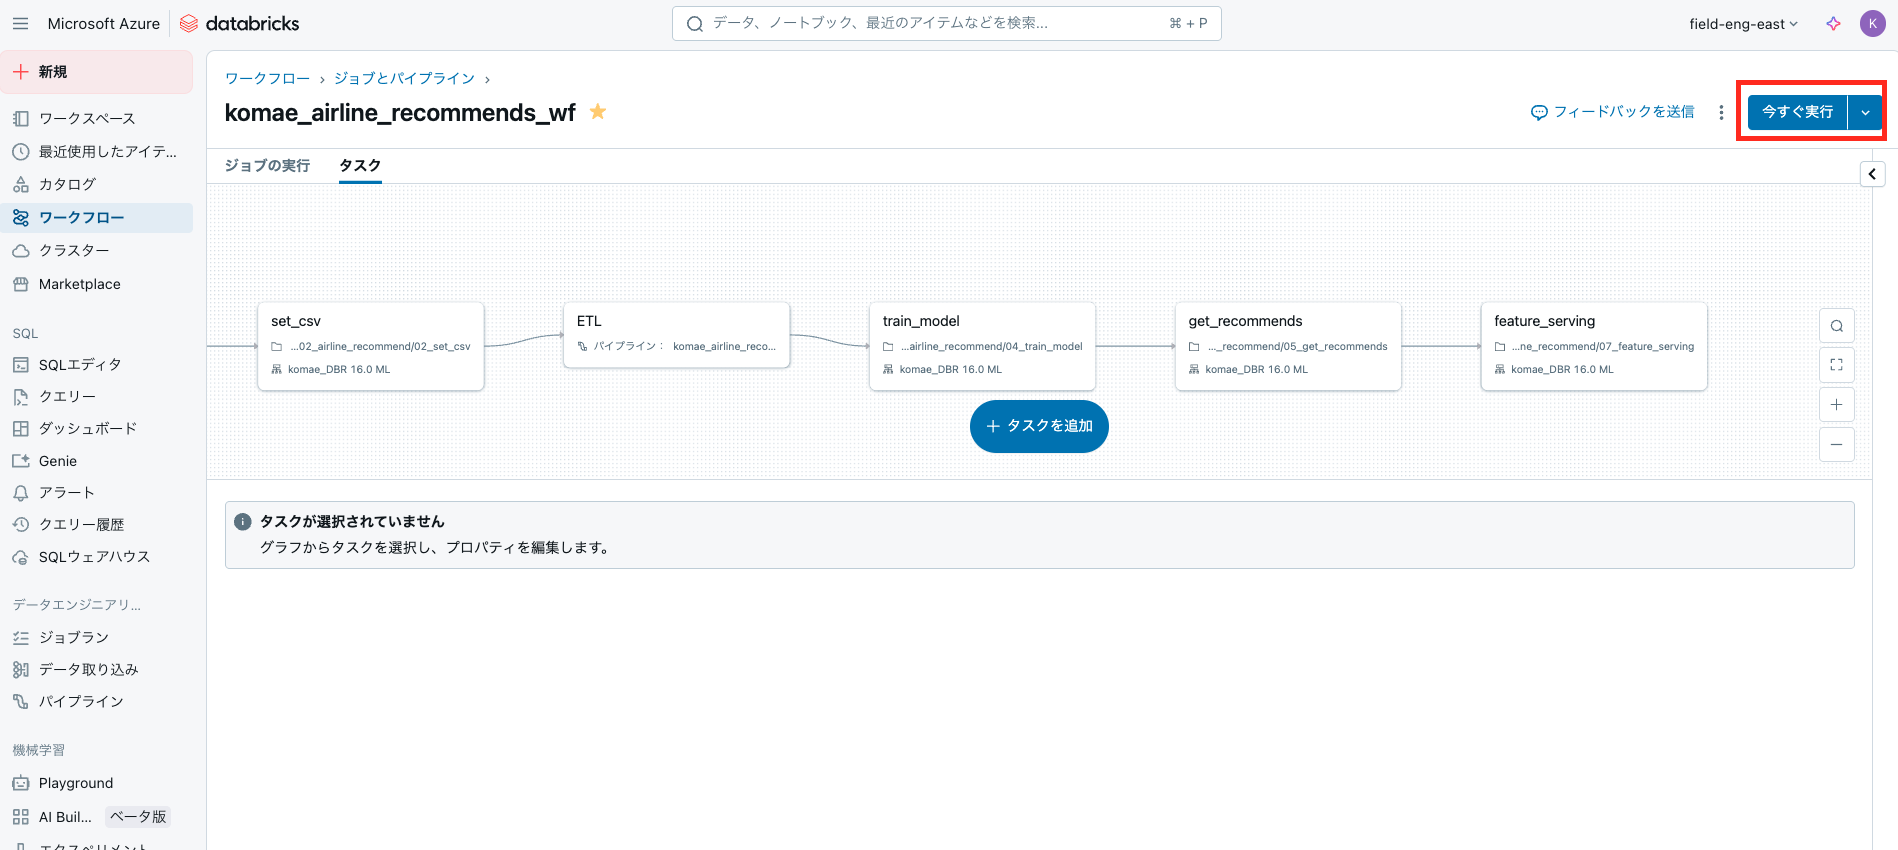 Microsoft Azure
databricks
データ、ノートブック、最近のアイテムなどを検索...
⌘ + P
field-eng-east
K
新規
ワークスペース
最近使用したアイテ...
カタログ
ワークフロー
クラスター
Marketplace
SQL
SQLエディタ
クエリー
ダッシュボード
Genie
アラート
クエリー履歴
SQLウェアハウス
データエンジニアリ...
ジョブラン
データ取り込み
パイプライン
機械学習
Playground
AI Buil... ベータ版
エクスペリメント
ワークフロー › ジョブとパイプライン ›
komae_airline_recommends_wf
フィードバックを送信
今すぐ実行
ジョブの実行
タスク
set_csv
...02_airline_recommend/02_set_csv
komae_DBR 16.0 ML
ETL
パイプライン： komae_airline_reco...
train_model
...airline_recommend/04_train_model
komae_DBR 16.0 ML
get_recommends
..._recommend/05_get_recommends
komae_DBR 16.0 ML
feature_serving
...ne_recommend/07_feature_serving
komae_DBR 16.0 ML
タスクを追加
タスクが選択されていません
グラフからタスクを選択し、プロパティを編集します。